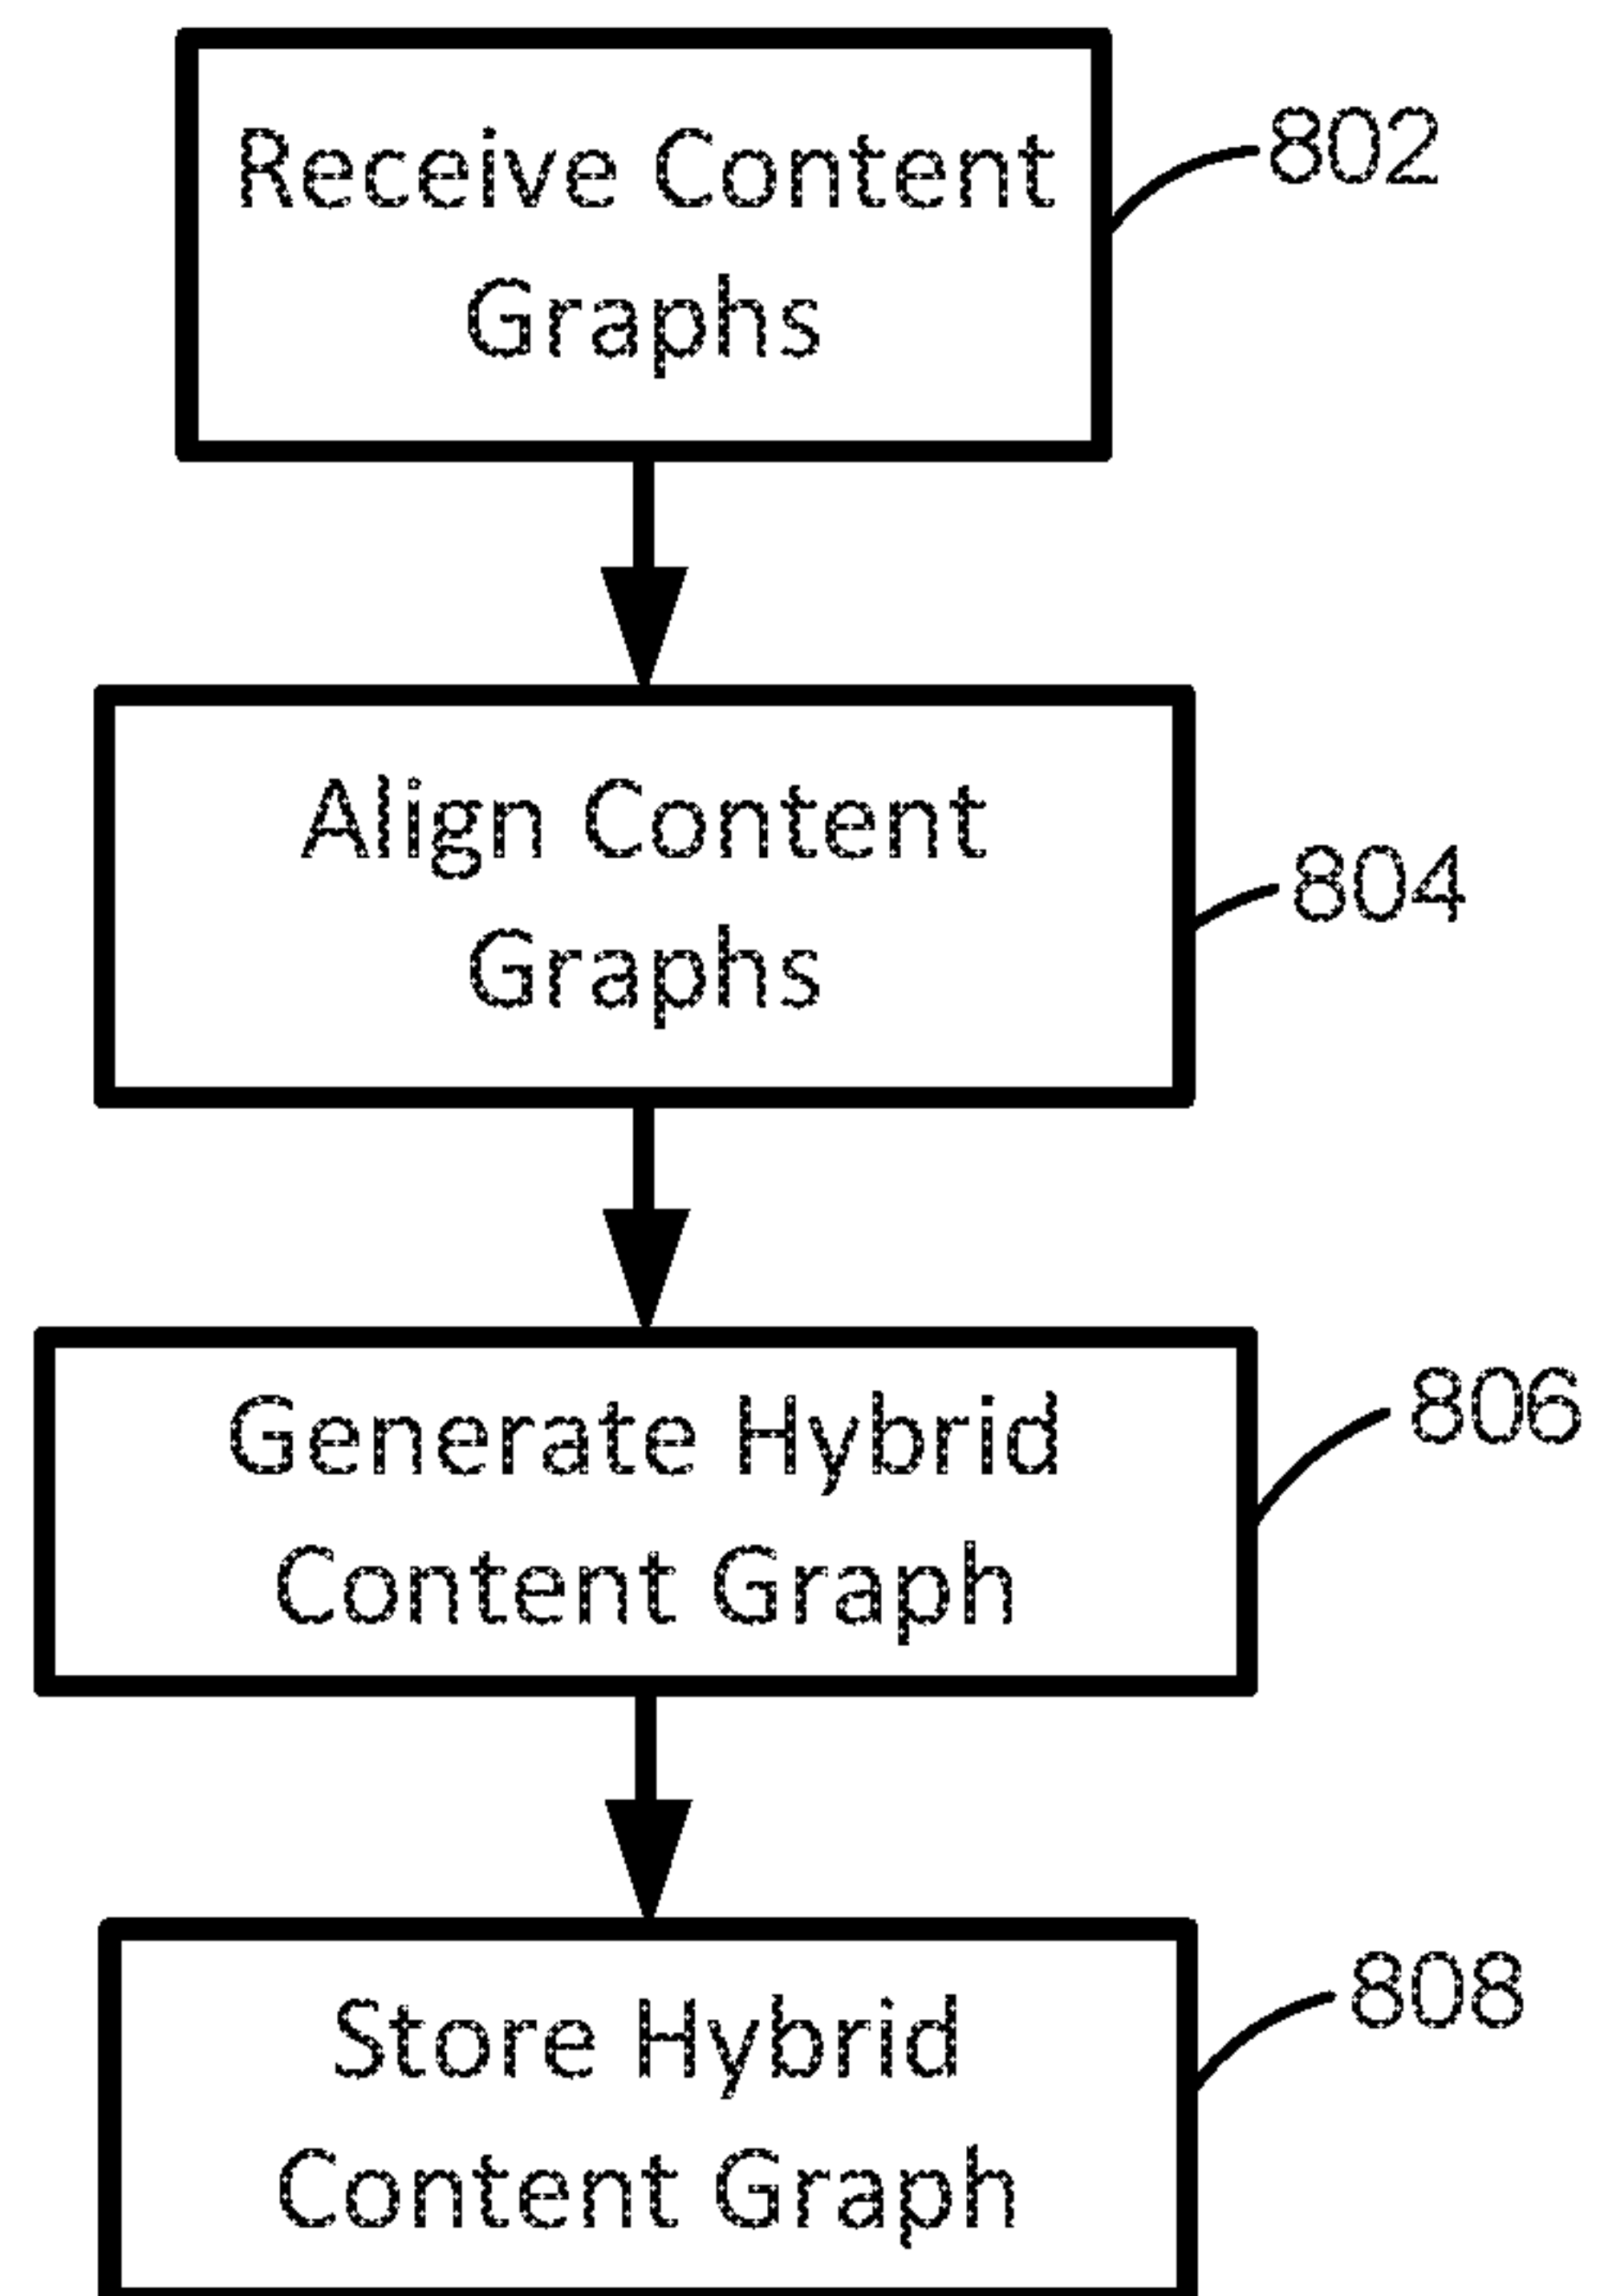 Receive Content
Graphs
802
Align Content
Graphs
804
Generate Hybrid
Content Graph
806
Store Hybrid
Content Graph
808